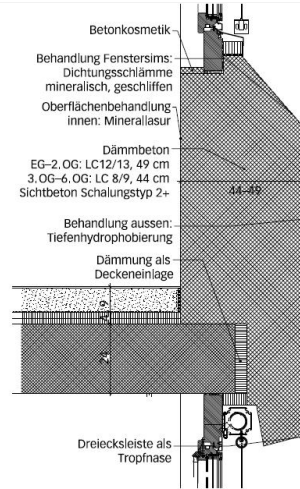 Betonkosmetik
Behandlung Fenstersims:
Dichtungsschlämme
mineralisch, geschliffen
Oberflächenbehandlung
innen: Minerallasur
Dämmbeton
EG–2.OG: LC12/13, 49 cm
3.OG–6.OG: LC 8/9, 44 cm
Sichtbeton Schalungstyp 2+
44–49
Behandlung aussen:
Tiefenhydrophobierung
Dämmung als
Deckeneinlage
Dreiecksleiste als
Tropfnase